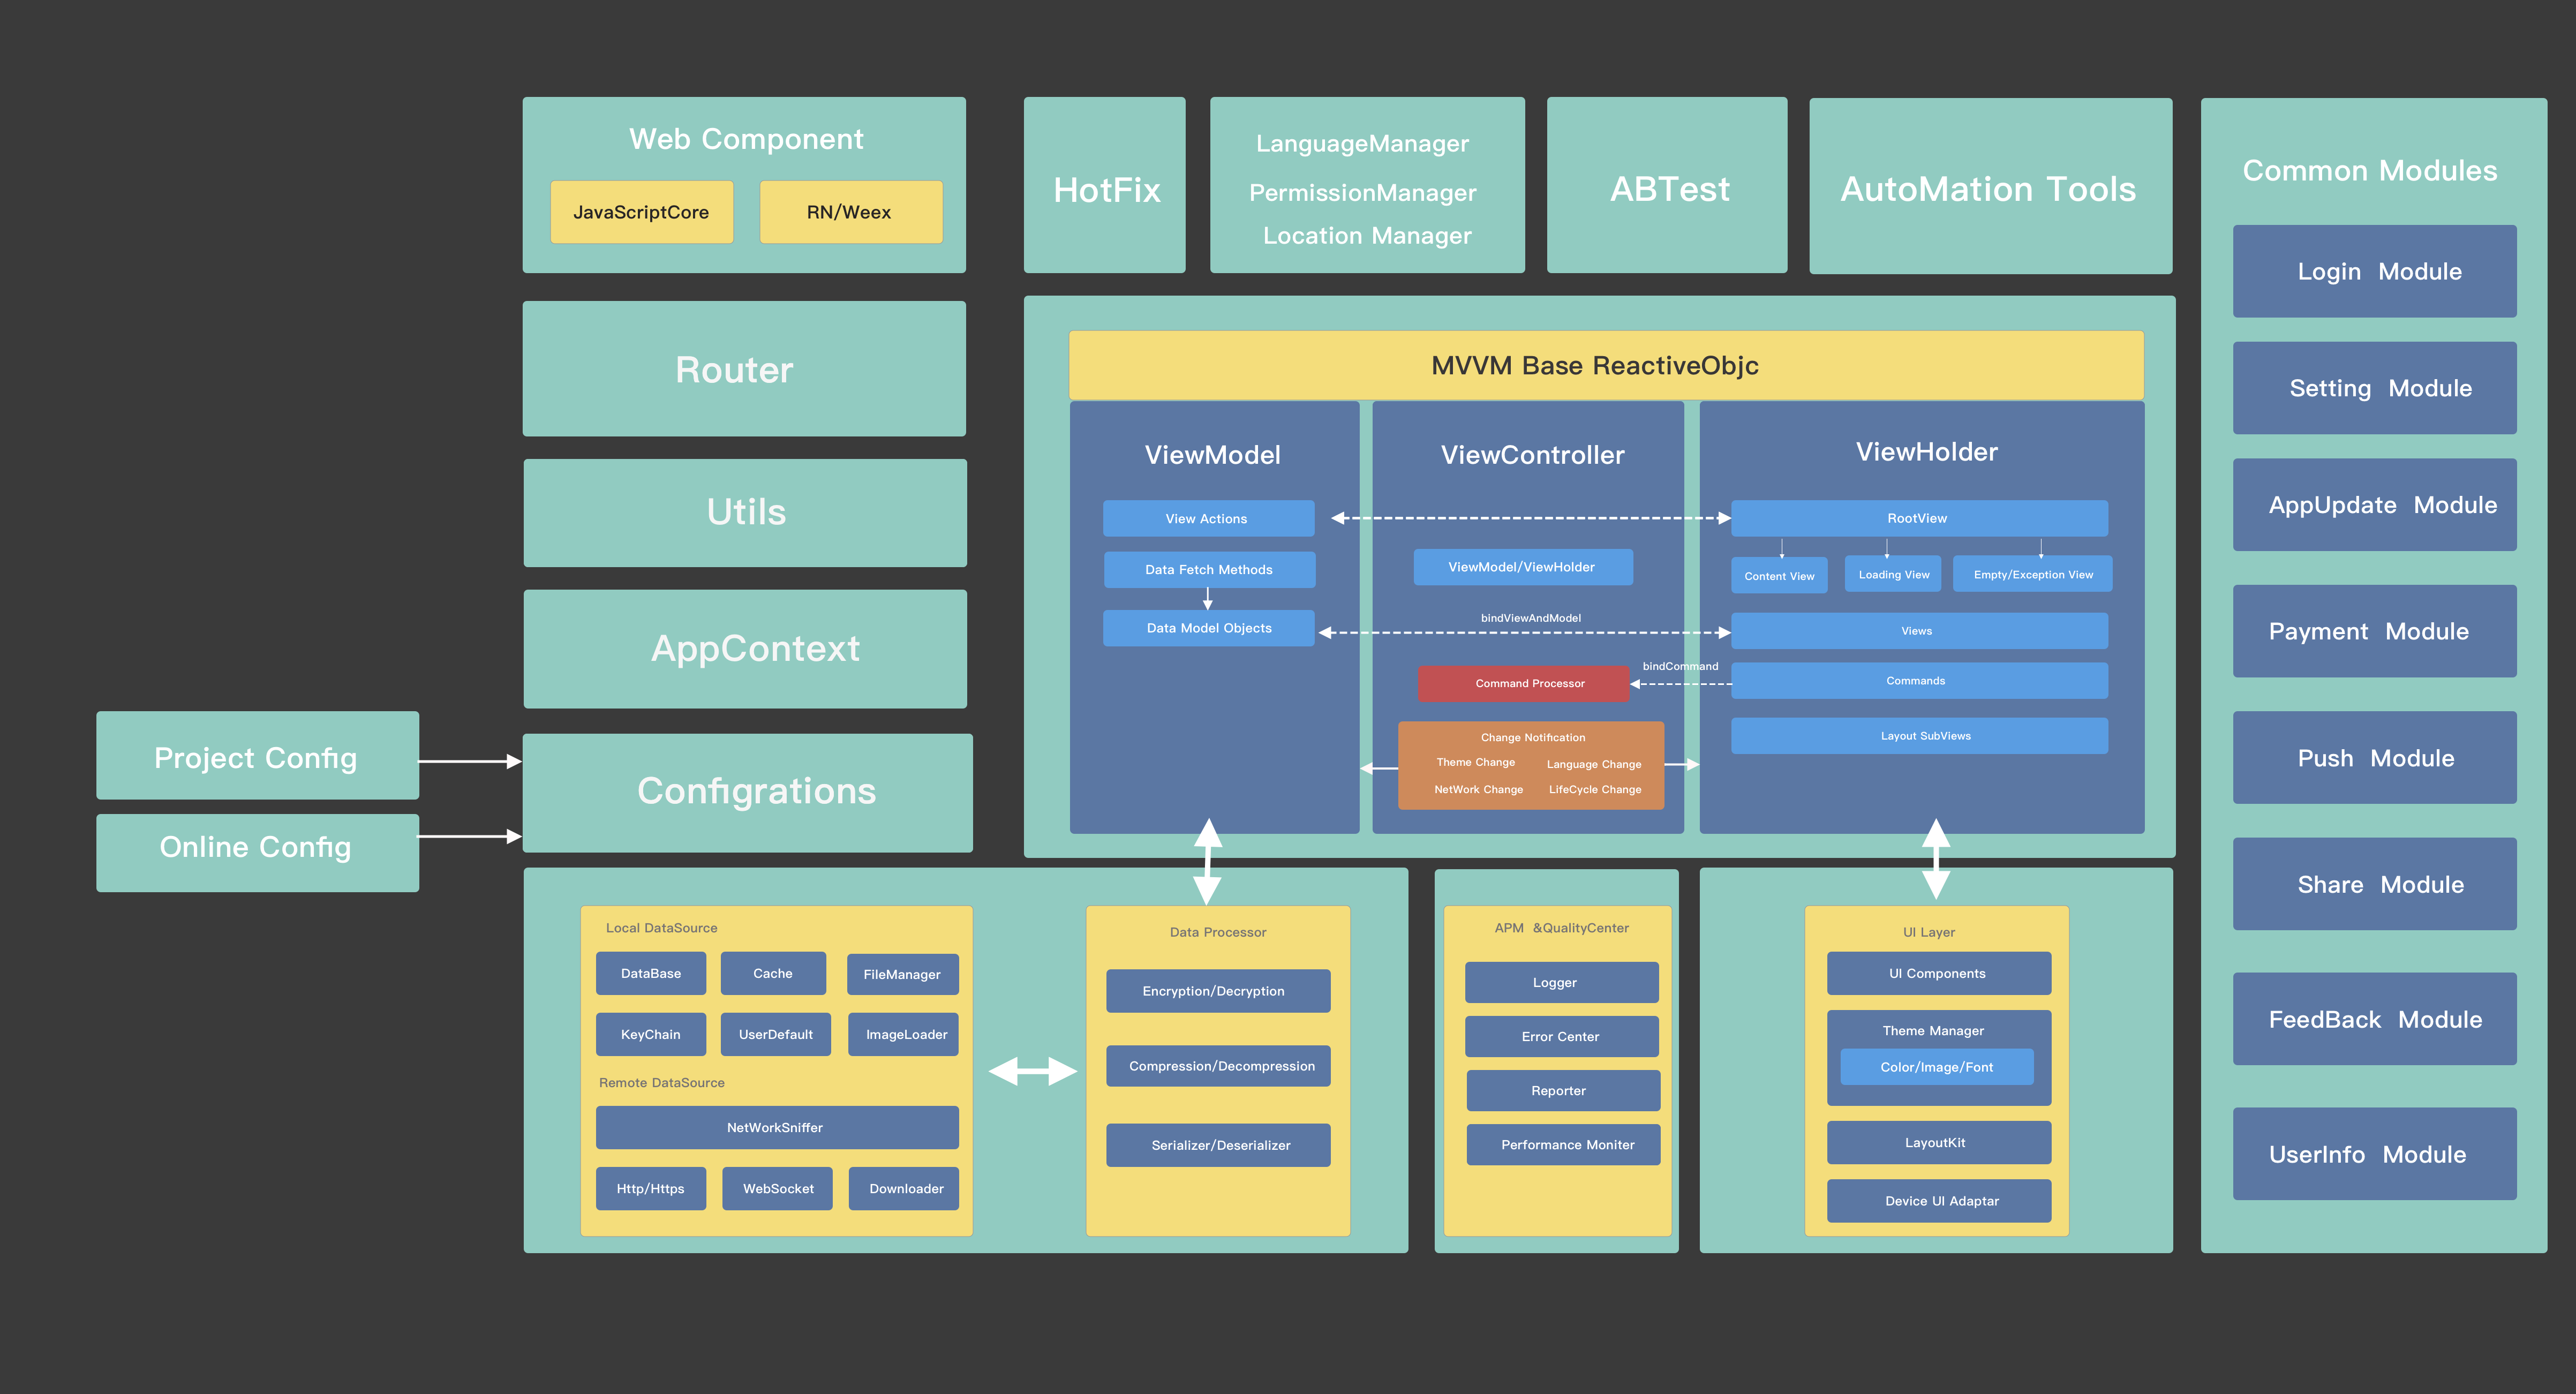 Web Component
JavaScriptCore
RN/Weex
Router
Utils
AppContext
Project Config
Online Config
Configrations
HotFix
LanguageManager
PermissionManager
Location Manager
ABTest
AutoMation Tools
MVVM Base ReactiveObjc
ViewModel
View Actions
Data Fetch Methods
Data Model Objects
ViewController
ViewModel/ViewHolder
bindViewAndModel
bindCommand
Command Processor
Change Notification
Theme Change
Language Change
NetWork Change
LifeCycle Change
ViewHolder
RootView
Content View
Loading View
Empty/Exception View
Views
Commands
Layout SubViews
Local DataSource
DataBase
Cache
FileManager
KeyChain
UserDefault
ImageLoader
Remote DataSource
NetWorkSniffer
Http/Https
WebSocket
Downloader
Data Processor
Encryption/Decryption
Compression/Decompression
Serializer/Deserializer
APM &QualityCenter
Logger
Error Center
Reporter
Performance Moniter
UI Layer
UI Components
Theme Manager
Color/Image/Font
LayoutKit
Device UI Adaptar
Common Modules
Login Module
Setting Module
AppUpdate Module
Payment Module
Push Module
Share Module
FeedBack Module
UserInfo Module